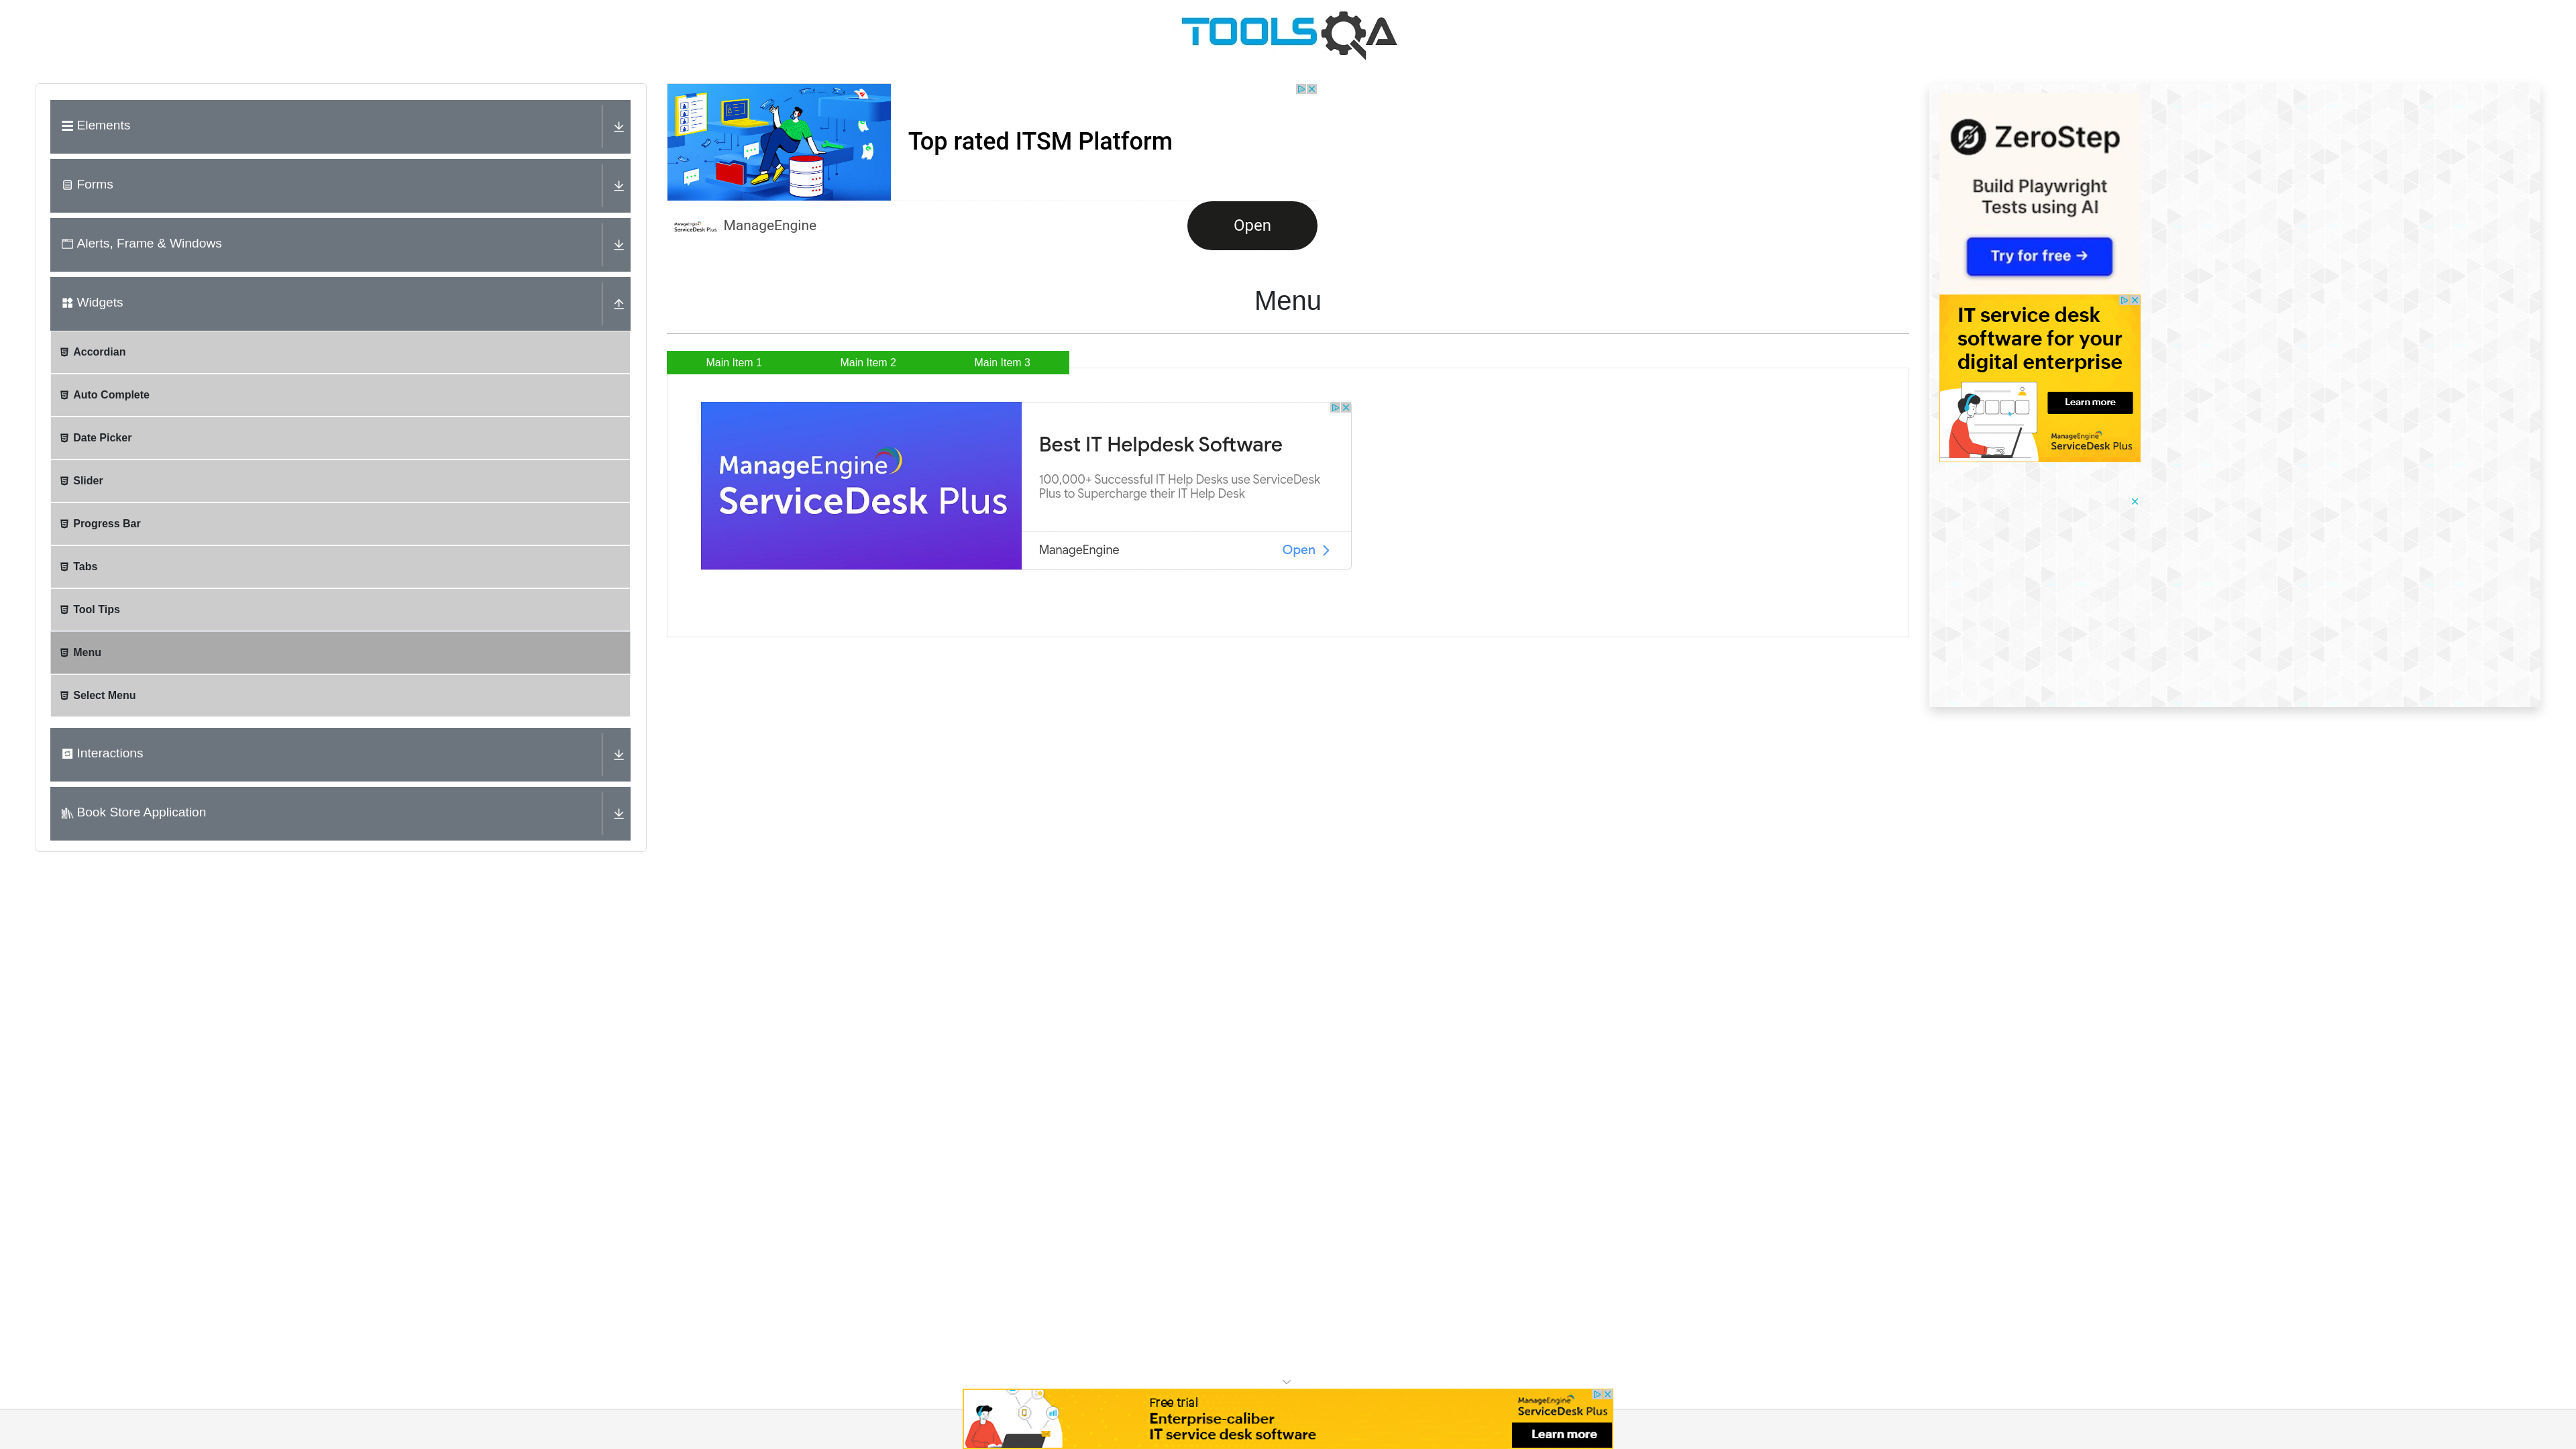 TOOLSQA
Elements
Forms
Alerts, Frame & Windows
Widgets
Accordian
Auto Complete
Date Picker
Slider
Progress Bar
Tabs
Tool Tips
Menu
Select Menu
Interactions
Book Store Application
Top rated ITSM Platform
ManageEngine
ServiceDesk Plus
ManageEngine
Open
Menu
Main Item 1
Main Item 2
Main Item 3
ManageEngine
ServiceDesk Plus
Best IT Helpdesk Software
100,000+ Successful IT Help Desks use ServiceDesk
Plus to Supercharge their IT Help Desk
ManageEngine
Open
ZeroStep
Build Playwright
Tests using AI
Try for free →
IT service desk
software for your
digital enterprise
Learn more
ManageEngine
ServiceDesk Plus
Free trial
Enterprise-caliber
IT service desk software
ManageEngine
ServiceDesk Plus
Learn more